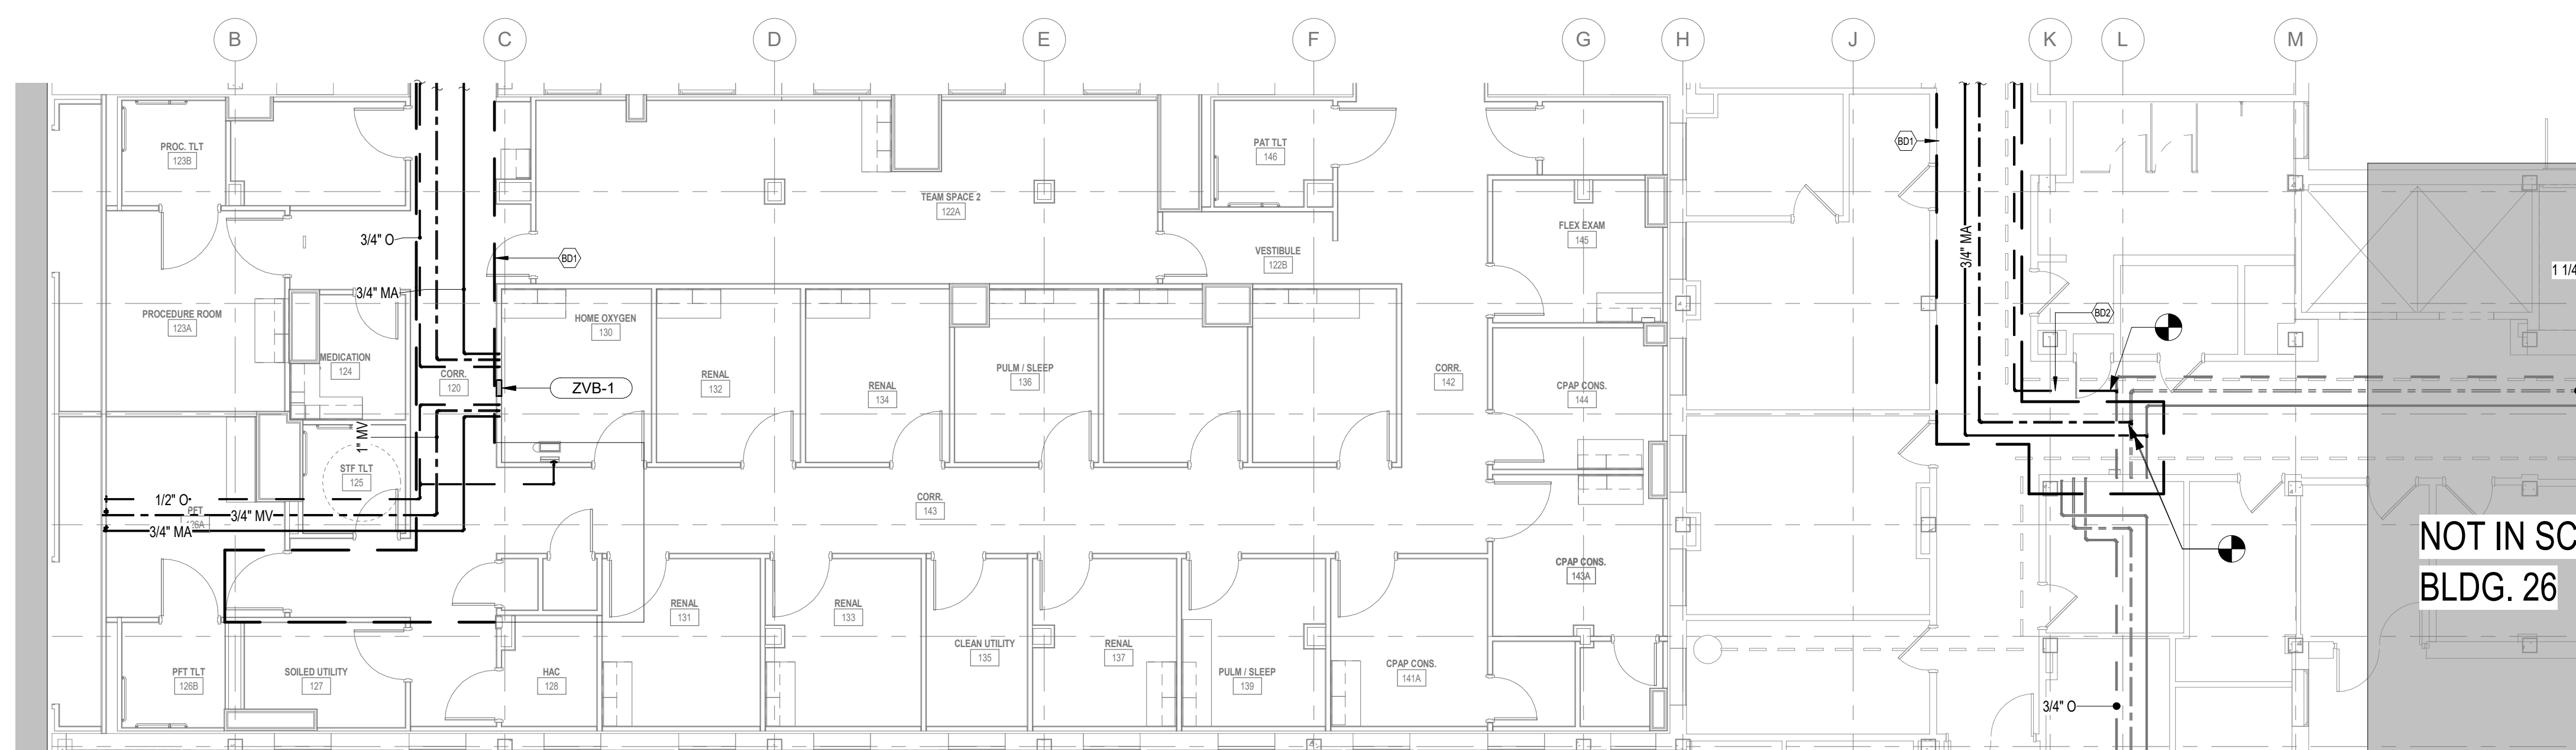 B
C
D
E
F
G
H
J
K
L
M
PROC. TLT
123B
PAT TLT
146
BD1
TEAM SPACE 2
122A
FLEX EXAM
145
3/4" O
3/4" MA
VESTIBULE
122B
BD1
3/4" MA
1 1/4
PROCEDURE ROOM
123A
HOME OXYGEN
130
BD2
MEDICATION
124
CORR.
120
ZVB-1
RENAL
132
RENAL
134
PULM / SLEEP
136
CORR.
142
CPAP CONS.
144
1" MV
STF TLT
125
1/2" O
PFT
126A
3/4" MV
3/4" MA
CORR.
143
NOT IN SC
BLDG. 26
CPAP CONS.
143A
RENAL
131
RENAL
133
CLEAN UTILITY
135
RENAL
137
PFT TLT
126B
SOILED UTILITY
127
HAC
128
PULM / SLEEP
139
CPAP CONS.
141A
3/4" O